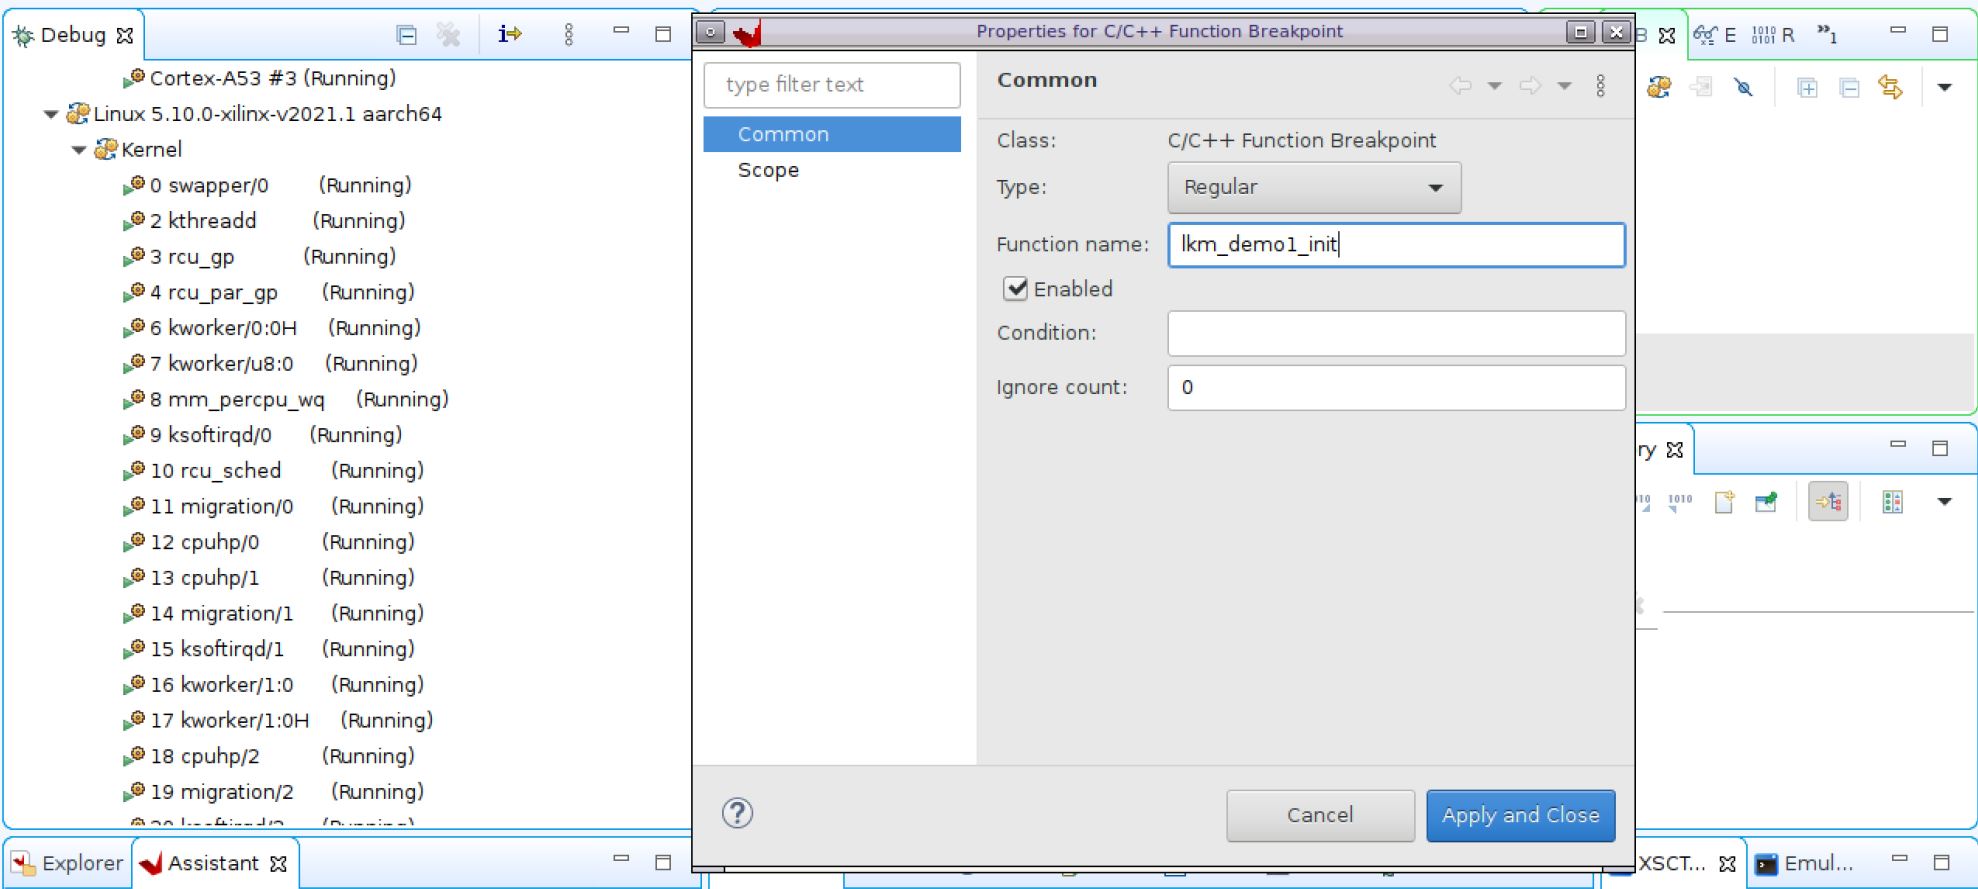 Debug
Cortex-A53 #3 (Running)
Linux 5.10.0-xilinx-v2021.1 aarch64
Kernel
0 swapper/0 (Running)
2 kthreadd (Running)
3 rcu_gp (Running)
4 rcu_par_gp (Running)
6 kworker/0:0H (Running)
7 kworker/u8:0 (Running)
8 mm_percpu_wq (Running)
9 ksoftirqd/0 (Running)
10 rcu_sched (Running)
11 migration/0 (Running)
12 cpuhp/0 (Running)
13 cpuhp/1 (Running)
14 migration/1 (Running)
15 ksoftirqd/1 (Running)
16 kworker/1:0 (Running)
17 kworker/1:0H (Running)
18 cpuhp/2 (Running)
19 migration/2 (Running)
Explorer
Assistant
Properties for C/C++ Function Breakpoint
type filter text
Common
Scope
Common
Class: C/C++ Function Breakpoint
Type: Regular
Function name: lkm_demo1_init
Enabled
Condition:
Ignore count: 0
?
Cancel
Apply and Close
B
E
1010 0101 R
»1
ry
1010
XSCT...
Emul...